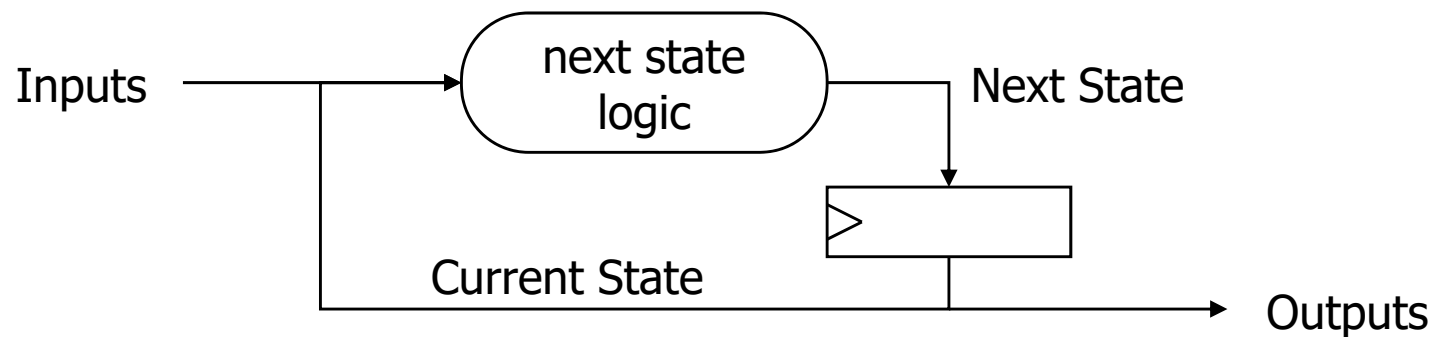 Inputs
next state
logic
Next State
Current State
Outputs